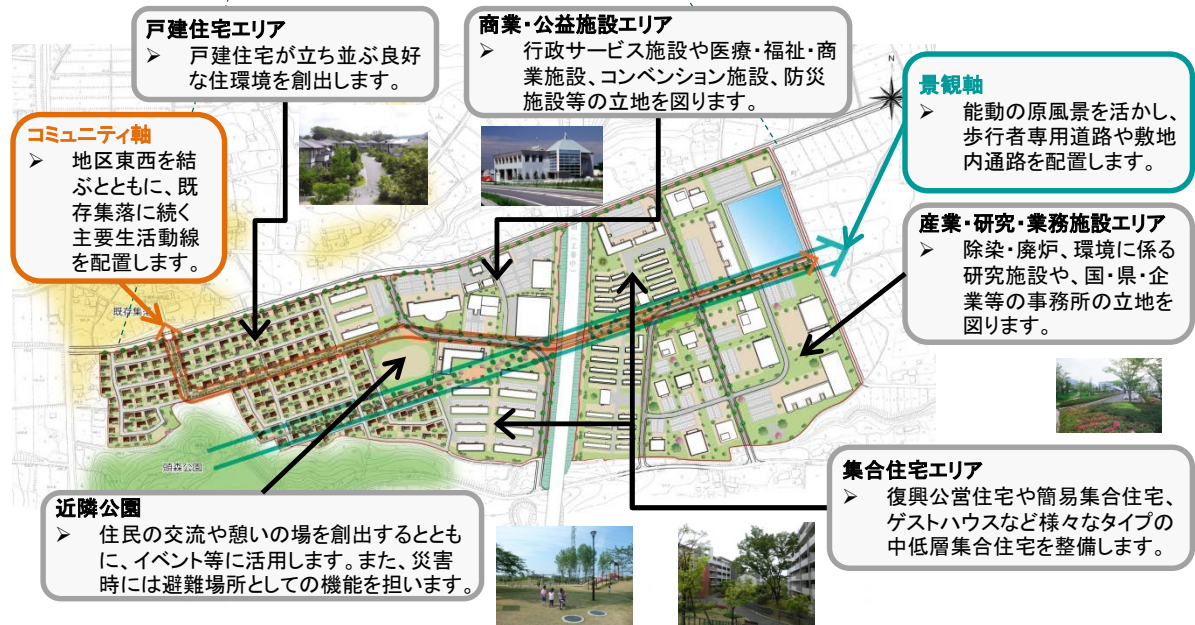 戸建住宅エリア
➢ 戸建住宅が立ち並ぶ良好
な住環境を創出します。
商業・公益施設エリア
➢ 行政サービス施設や医療・福祉・商
業施設、コンベンション施設、防災
施設等の立地を図ります。
N
景観軸
➢ 能動の原風景を活かし、
歩行者専用道路や敷地
内通路を配置します。
コミュニティ軸
➢ 地区東西を結
ぶとともに、既
存集落に続く
主要生活動線
を配置します。
産業・研究・業務施設エリア
➢ 除染・廃炉、環境に係る
研究施設や、国・県・企
業等の事務所の立地を
図ります。
既存集落
頭森公園
近隣公園
➢ 住民の交流や憩いの場を創出するととも
に、イベント等に活用します。また、災害
時には避難場所としての機能を担います。
集合住宅エリア
➢ 復興公営住宅や簡易集合住宅、
ゲストハウスなど様々なタイプの
中低層集合住宅を整備します。